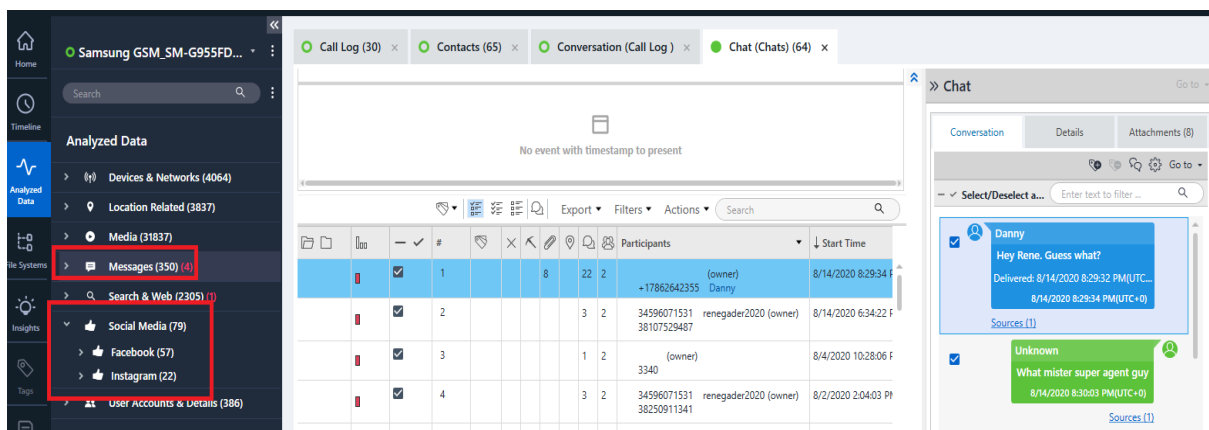 Home
Timeline
Analyzed
Data
File Systems
Insights
Tags
Samsung GSM_SM-G955FD...
Search
Analyzed Data
Devices & Networks (4064)
Location Related (3837)
Media (31837)
Messages (350) (4)
Search & Web (2305) (1)
Social Media (79)
Facebook (57)
Instagram (22)
User Accounts & Details (386)
Call Log (30)
Contacts (65)
Conversation (Call Log )
Chat (Chats) (64)
No event with timestamp to present
Export Filters Actions Search
# Participants Start Time
1 8 22 2 (owner) 8/14/2020 8:29:34 P
+17862642355 Danny
2 3 2 34596071531 renegader2020 (owner) 8/14/2020 6:34:22 P
38107529487
3 1 2 (owner) 8/4/2020 10:28:06 P
3340
4 3 2 34596071531 renegader2020 (owner) 8/2/2020 2:04:03 PM
38250911341
Chat Go to
Conversation Details Attachments (8)
Go to
Select/Deselect a... Enter text to filter ...
Danny
Hey Rene. Guess what?
Delivered: 8/14/2020 8:29:32 PM(UTC...
8/14/2020 8:29:34 PM(UTC+0)
Sources (1)
Unknown
What mister super agent guy
8/14/2020 8:30:03 PM(UTC+0)
Sources (1)